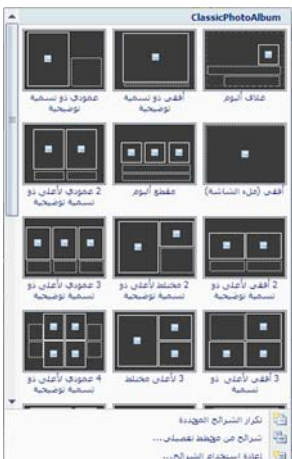 ClassicPhotoAlbum
غلاف ألبوم
أفقي ذو تسمية
توضيحية
عمودي ذو تسمية
توضيحية
أفقي (ملء الشاشة)
مقطع ألبوم
2 عمودي لأعلى ذو
تسمية توضيحية
2 أفقي لأعلى ذو
تسمية توضيحية
2 مختلط لأعلى ذو
تسمية توضيحية
3 عمودي لأعلى ذو
تسمية توضيحية
3 أفقي لأعلى ذو
تسمية توضيحية
3 لأعلى مختلط
4 عمودي لأعلى ذو
تسمية توضيحية
تكرار الشرائح المحددة
شرائح من مخطط تفصيلي...
إعادة استخدام الشرائح...